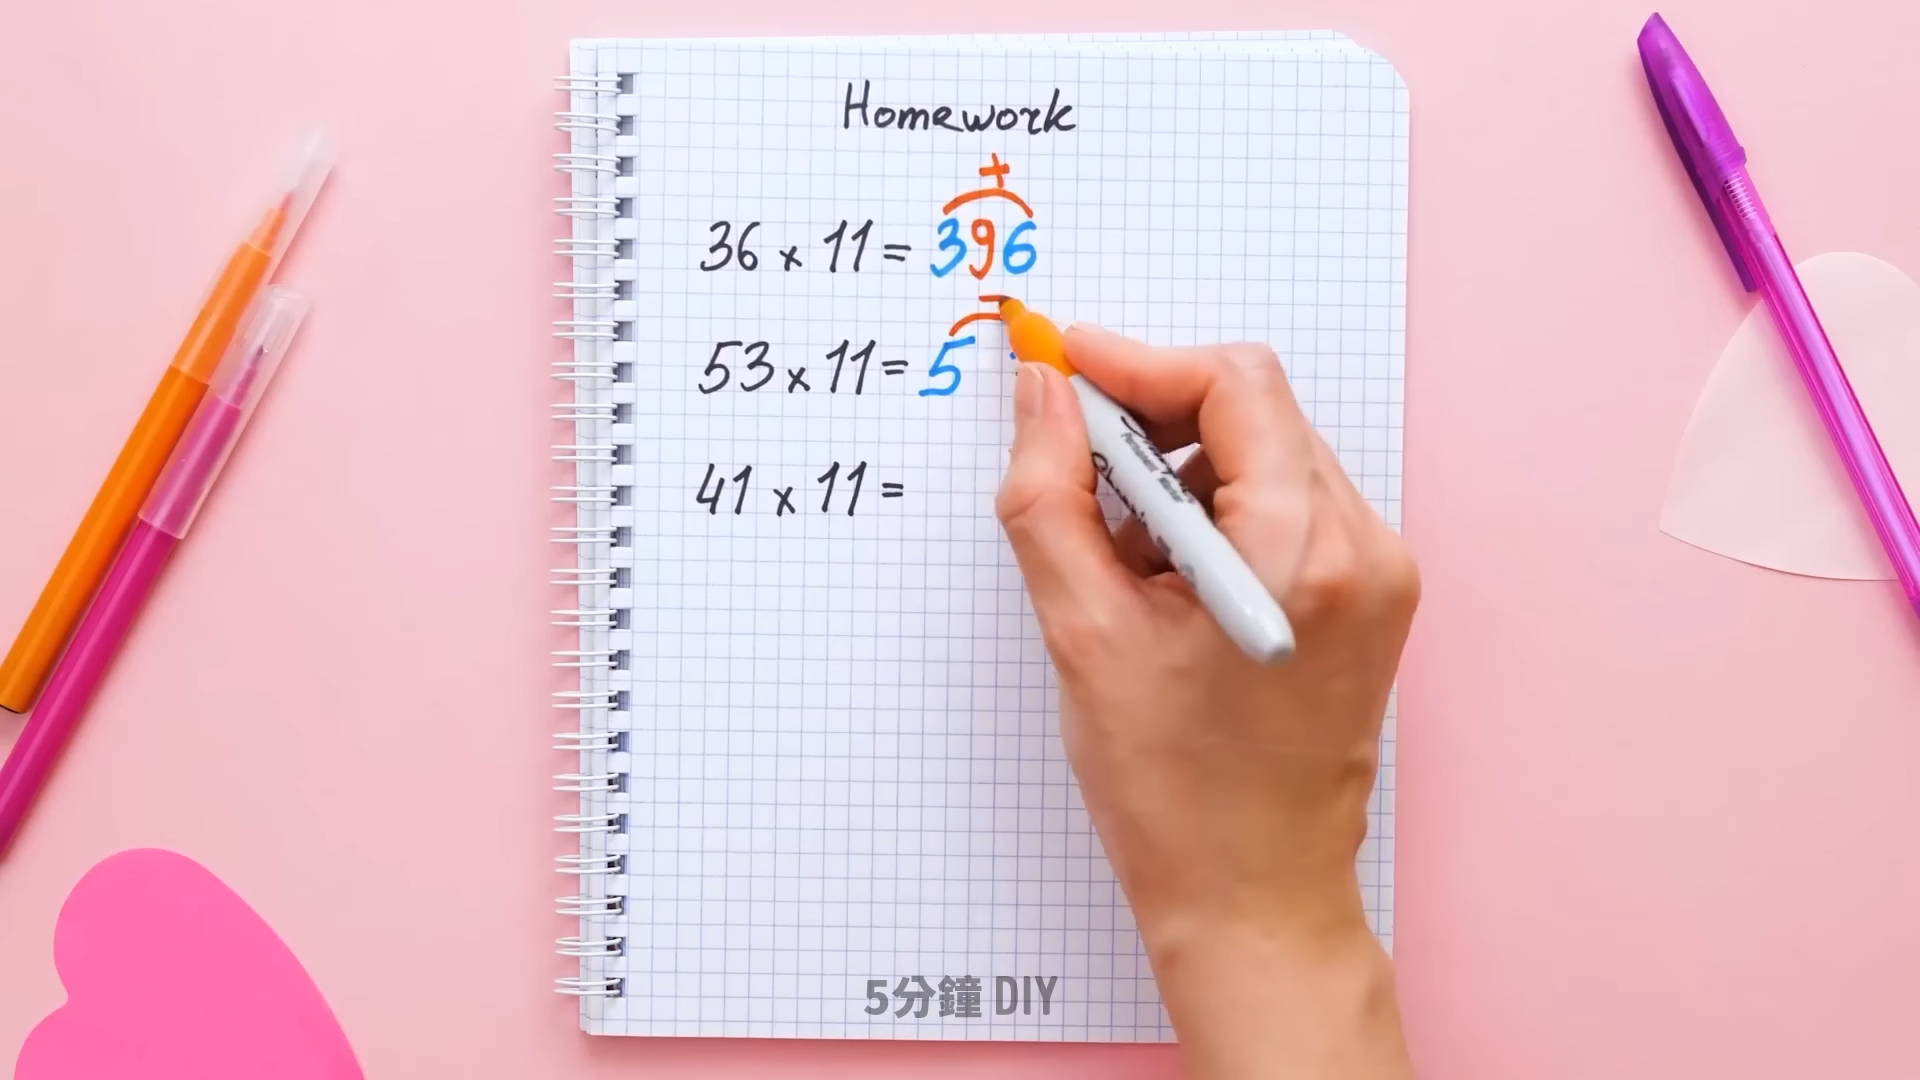 Homework
+
36 x 11 = 396
53 x 11 = 5
41 x 11 =
5分鐘 DIY